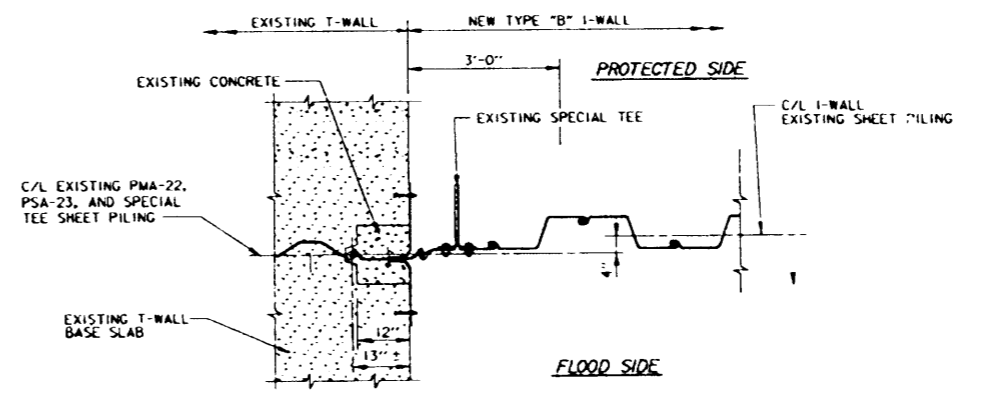 EXISTING T-WALL
NEW TYPE "B" I-WALL
3'-0"
PROTECTED SIDE
EXISTING CONCRETE
C/L I-WALL
EXISTING SHEET PILING
EXISTING SPECIAL TEE
C/L EXISTING PMA-22,
PSA-23, AND SPECIAL
TEE SHEET PILING
EXISTING T-WALL
BASE SLAB
12"
13" ±
FLOOD SIDE